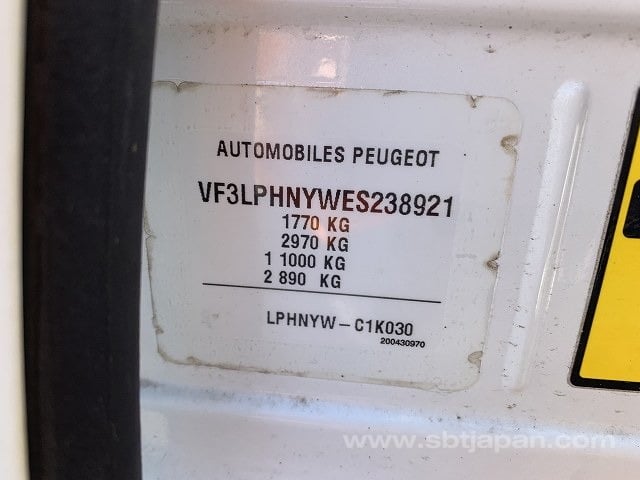 AUTOMOBILES PEUGEOT
VF3LPHNYWES238921
1770 KG
2970 KG
1 1000 KG
2 890 KG
LPHNYW-C1K030
200430970
www.sbtjapan.com